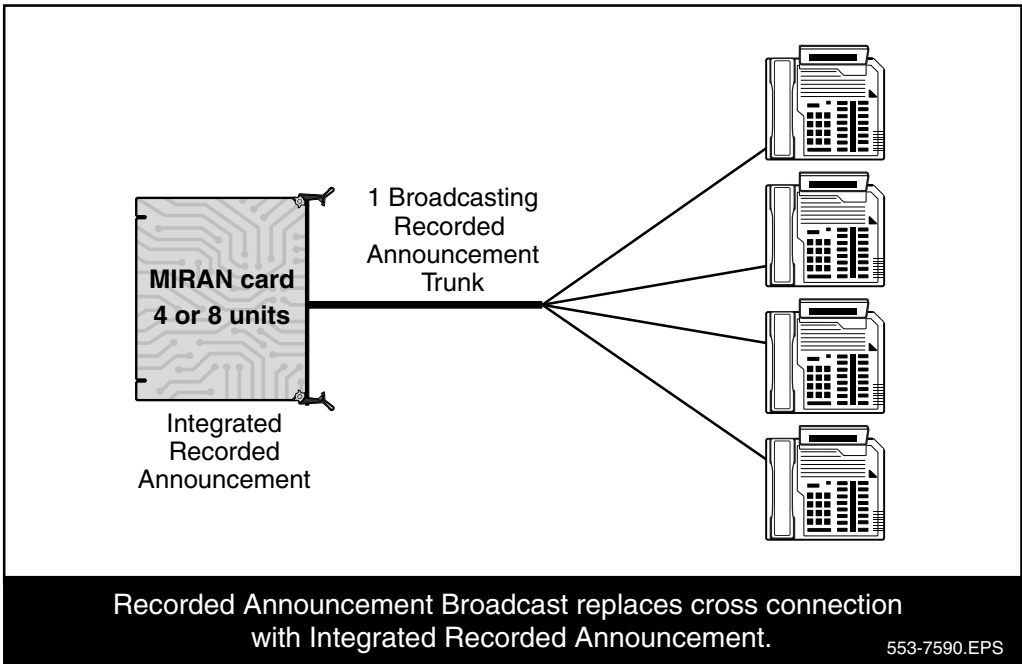 MIRAN card
4 or 8 units
Integrated
Recorded
Announcement
1 Broadcasting
Recorded
Announcement
Trunk
Recorded Announcement Broadcast replaces cross connection
with Integrated Recorded Announcement.
553-7590.EPS